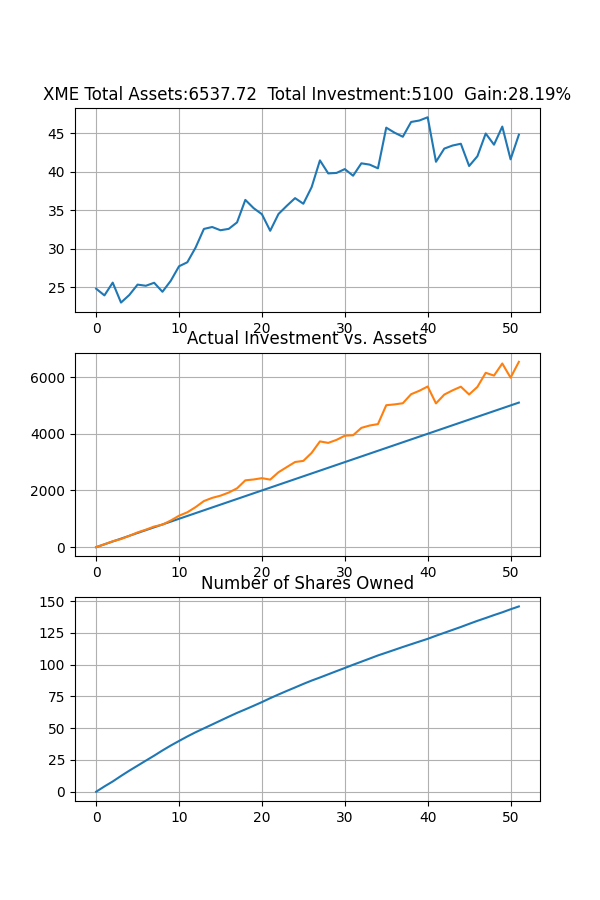 XME Total Assets:6537.72  Total Investment:5100  Gain:28.19%
45
40
35
30
25
0 10 20 30 40 50
Actual Investment vs. Assets
6000
4000
2000
0
0 10 20 30 40 50
Number of Shares Owned
150
125
100
75
50
25
0
0 10 20 30 40 50